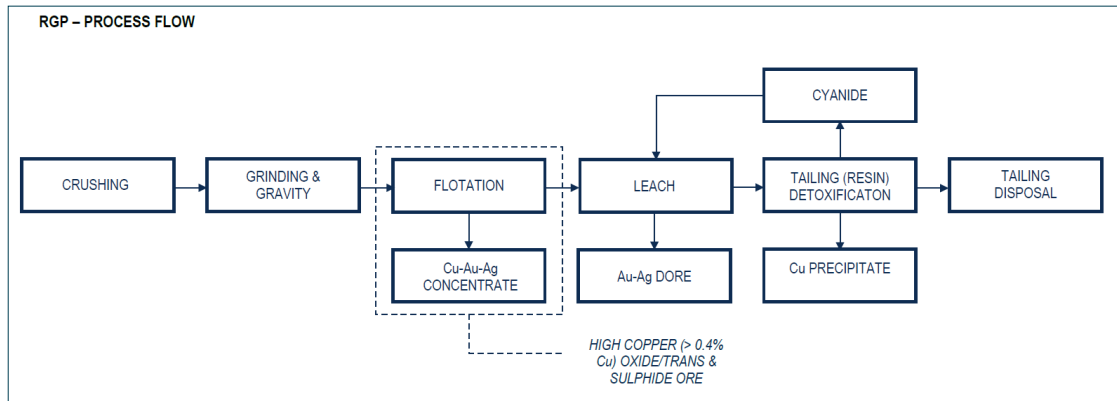 RGP – PROCESS FLOW
CYANIDE
CRUSHING
GRINDING &
GRAVITY
FLOTATION
LEACH
TAILING (RESIN)
DETOXIFICATON
TAILING
DISPOSAL
Cu-Au-Ag
CONCENTRATE
Au-Ag DORE
Cu PRECIPITATE
HIGH COPPER (> 0.4%
Cu) OXIDE/TRANS &
SULPHIDE ORE